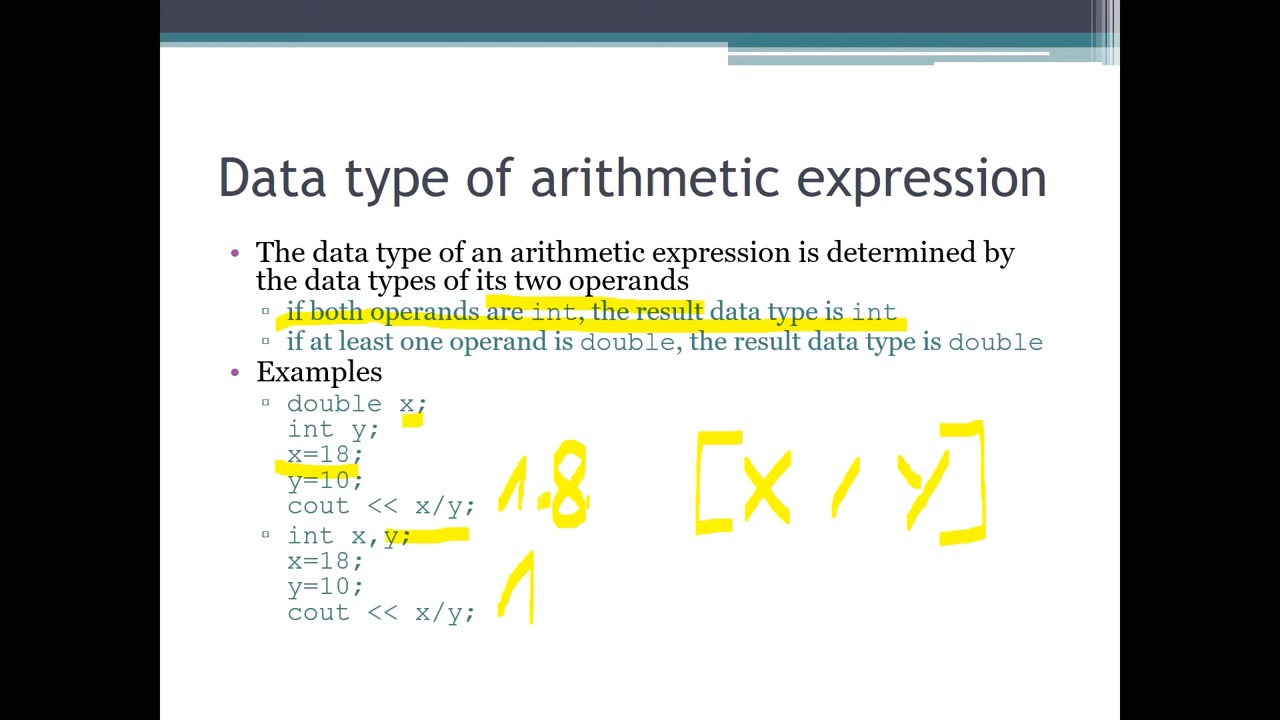 Data type of arithmetic expression
• The data type of an arithmetic expression is determined by
the data types of its two operands
▫ if both operands are int, the result data type is int
▫ if at least one operand is double, the result data type is double
• Examples
▫ double x;
int y;
x=18;
y=10;
cout << x/y; 1.8 [x / y]
▫ int x,y;
x=18;
y=10;
cout << x/y; 1